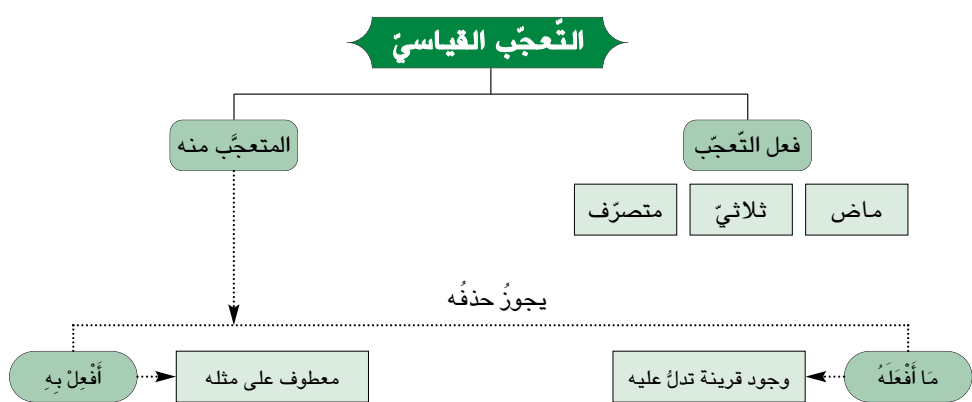 التّعجّب القياسيّ
فعل التّعجّب
المتعجَّب منه
ماض
ثلاثيّ
متصرّف
يجوزُ حذفُه
مَا أَفْعَلَهُ
وجود قرينة تدلُّ عليه
معطوف على مثله
أَفْعِلْ بِهِ